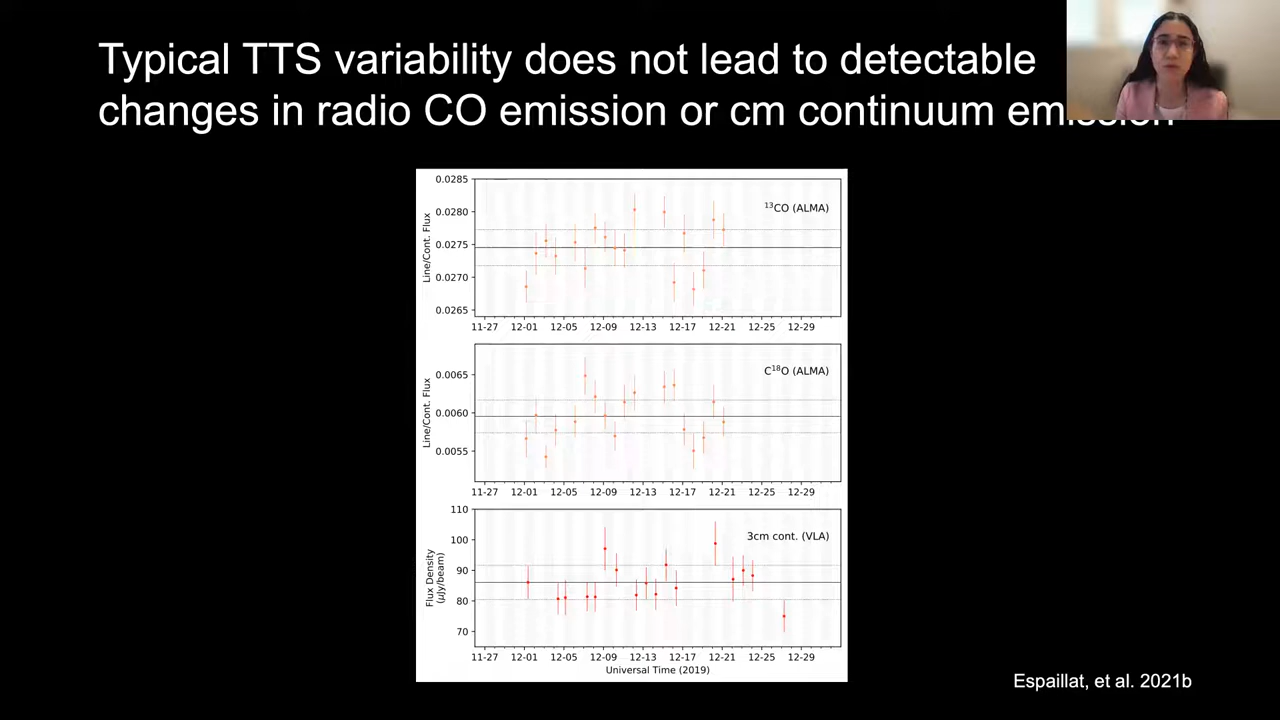 Typical TTS variability does not lead to detectable
changes in radio CO emission or cm continuum emission
0.0285
0.0280
0.0275
0.0270
0.0265
Line/Cont. Flux
¹³CO (ALMA)
11-27 12-01 12-05 12-09 12-13 12-17 12-21 12-25 12-29
0.0065
0.0060
0.0055
Line/Cont. Flux
C¹⁸O (ALMA)
11-27 12-01 12-05 12-09 12-13 12-17 12-21 12-25 12-29
110
100
90
80
70
Flux Density
(μJy/beam)
3cm cont. (VLA)
11-27 12-01 12-05 12-09 12-13 12-17 12-21 12-25 12-29
Universal Time (2019)
Espaillat, et al. 2021b